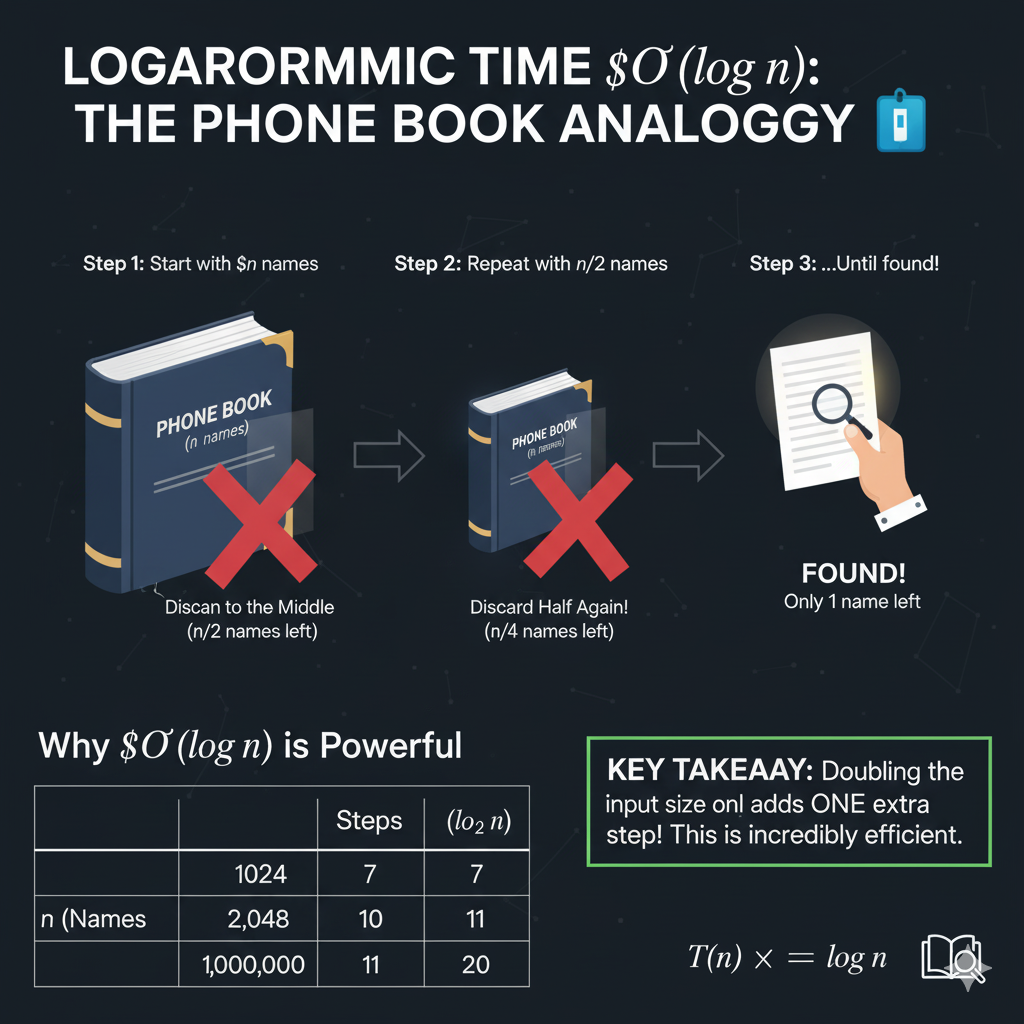 LOGARORMMIC TIME $O(log n):
THE PHONE BOOK ANALOGGY
Step 1: Start with $n names
Step 2: Repeat with n/2 names
Step 3: ...Until found!
PHONE BOOK
(n names)
PHONE BOOK
Discan to the Middle
(n/2 names left)
Discard Half Again!
(n/4 names left)
FOUND!
Only 1 name left
Why $O(log n) is Powerful
Steps (lo₂ n)
1024 7 7
n (Names 2,048 10 11
1,000,000 11 20
KEY TAKEAAY: Doubling the
input size onl adds ONE extra
step! This is incredibly efficient.
T(n) × = log n